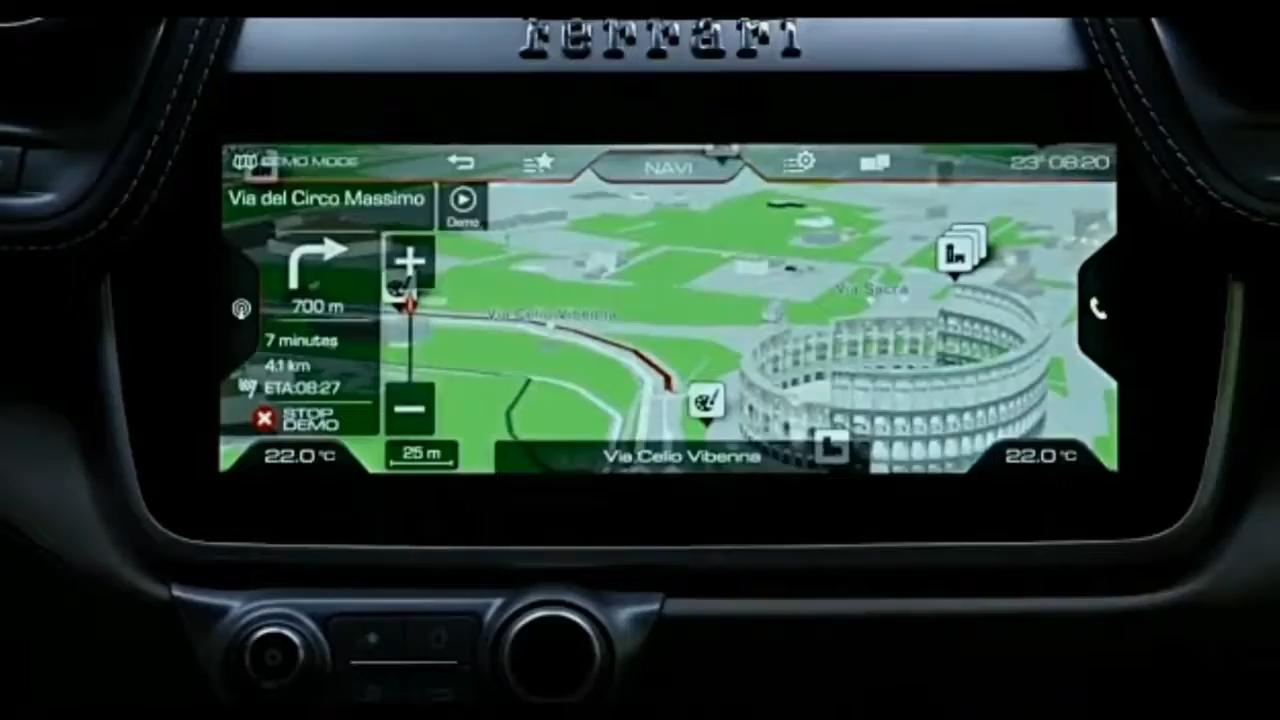 Ferrari
DEMO MODE
NAVI
23° 08:20
Via del Circo Massimo
Demo
700 m
7 minutes
4.1 km
ETA:08:27
STOP
DEMO
22.0 °C
25 m
Via Celio Vibenna
Via Sacra
Via Celio Vibenna
22.0 °C